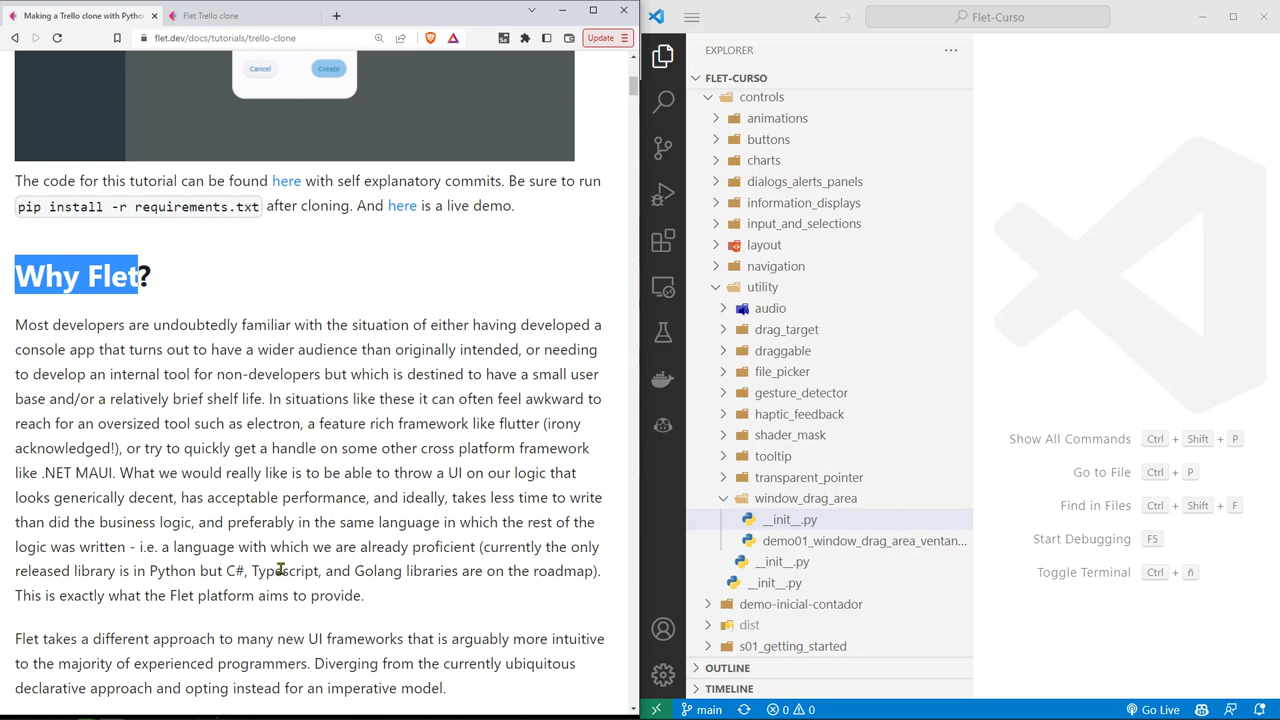 Making a Trello clone with Python
Flet Trello clone
flet.dev/docs/tutorials/trello-clone
Update
Cancel
Create
The code for this tutorial can be found here with self explanatory commits. Be sure to run
pip install -r requirements.txt after cloning. And here is a live demo.
Why Flet?
Most developers are undoubtedly familiar with the situation of either having developed a
console app that turns out to have a wider audience than originally intended, or needing
to develop an internal tool for non-developers but which is destined to have a small user
base and/or a relatively brief shelf life. In situations like these it can often feel awkward to
reach for an oversized tool such as electron, a feature rich framework like flutter (irony
acknowledged!), or try to quickly get a handle on some other cross platform framework
like .NET MAUI. What we would really like is to be able to throw a UI on our logic that
looks generically decent, has acceptable performance, and ideally, takes less time to write
than did the business logic, and preferably in the same language in which the rest of the
logic was written - i.e. a language with which we are already proficient (currently the only
released library is in Python but C#, Typescript, and Golang libraries are on the roadmap).
This is exactly what the Flet platform aims to provide.
Flet takes a different approach to many new UI frameworks that is arguably more intuitive
to the majority of experienced programmers. Diverging from the currently ubiquitous
declarative approach and opting instead for an imperative model.
Flet-Curso
EXPLORER
FLET-CURSO
controls
animations
buttons
charts
dialogs_alerts_panels
information_displays
input_and_selections
layout
navigation
utility
audio
drag_target
draggable
file_picker
gesture_detector
haptic_feedback
shader_mask
tooltip
transparent_pointer
window_drag_area
__init__.py
demo01_window_drag_area_ventan...
__init__.py
__init__.py
demo-inicial-contador
dist
s01_getting_started
OUTLINE
TIMELINE
Show All Commands Ctrl + Shift + P
Go to File Ctrl + P
Find in Files Ctrl + Shift + F
Start Debugging F5
Toggle Terminal Ctrl + ñ
main
0 0
Go Live